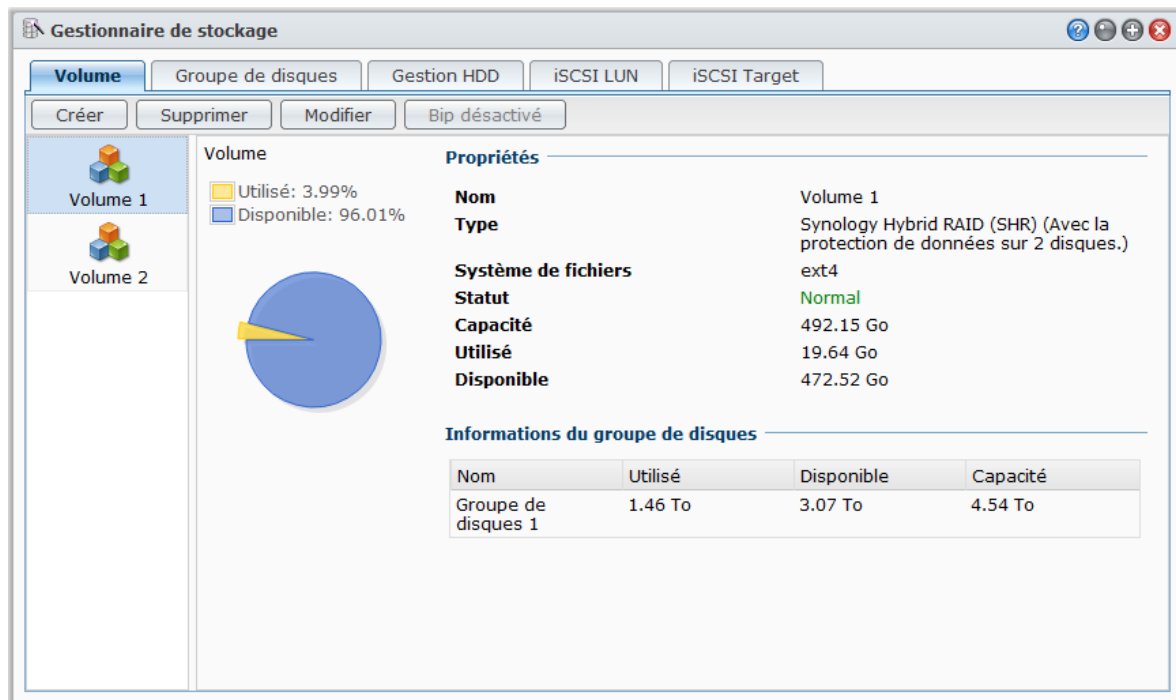 Gestionnaire de stockage
Volume Groupe de disques Gestion HDD iSCSI LUN iSCSI Target
Créer Supprimer Modifier Bip désactivé
Volume 1
Volume 2
Volume
Utilisé: 3.99%
Disponible: 96.01%
Propriétés
Nom Volume 1
Type Synology Hybrid RAID (SHR) (Avec la
protection de données sur 2 disques.)
Système de fichiers ext4
Statut Normal
Capacité 492.15 Go
Utilisé 19.64 Go
Disponible 472.52 Go
Informations du groupe de disques
Nom Utilisé Disponible Capacité
Groupe de 1.46 To 3.07 To 4.54 To
disques 1